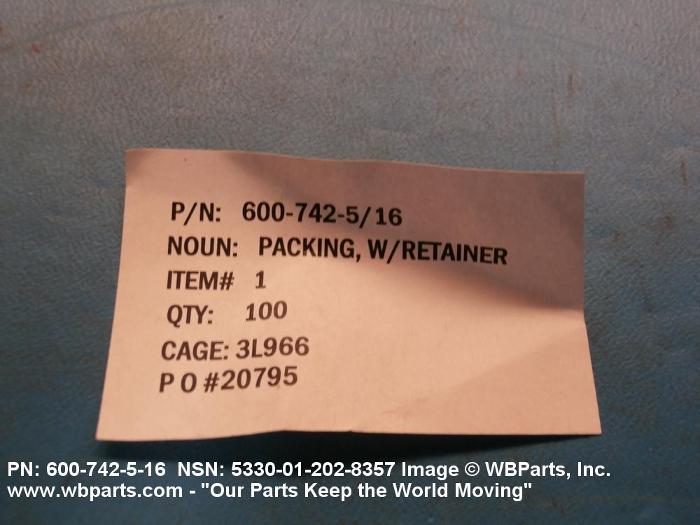 P/N: 600-742-5/16
NOUN: PACKING, W/RETAINER
ITEM# 1
QTY: 100
CAGE: 3L966
P O #20795
PN: 600-742-5-16 NSN: 5330-01-202-8357 Image © WBParts, Inc.
www.wbparts.com - "Our Parts Keep the World Moving"